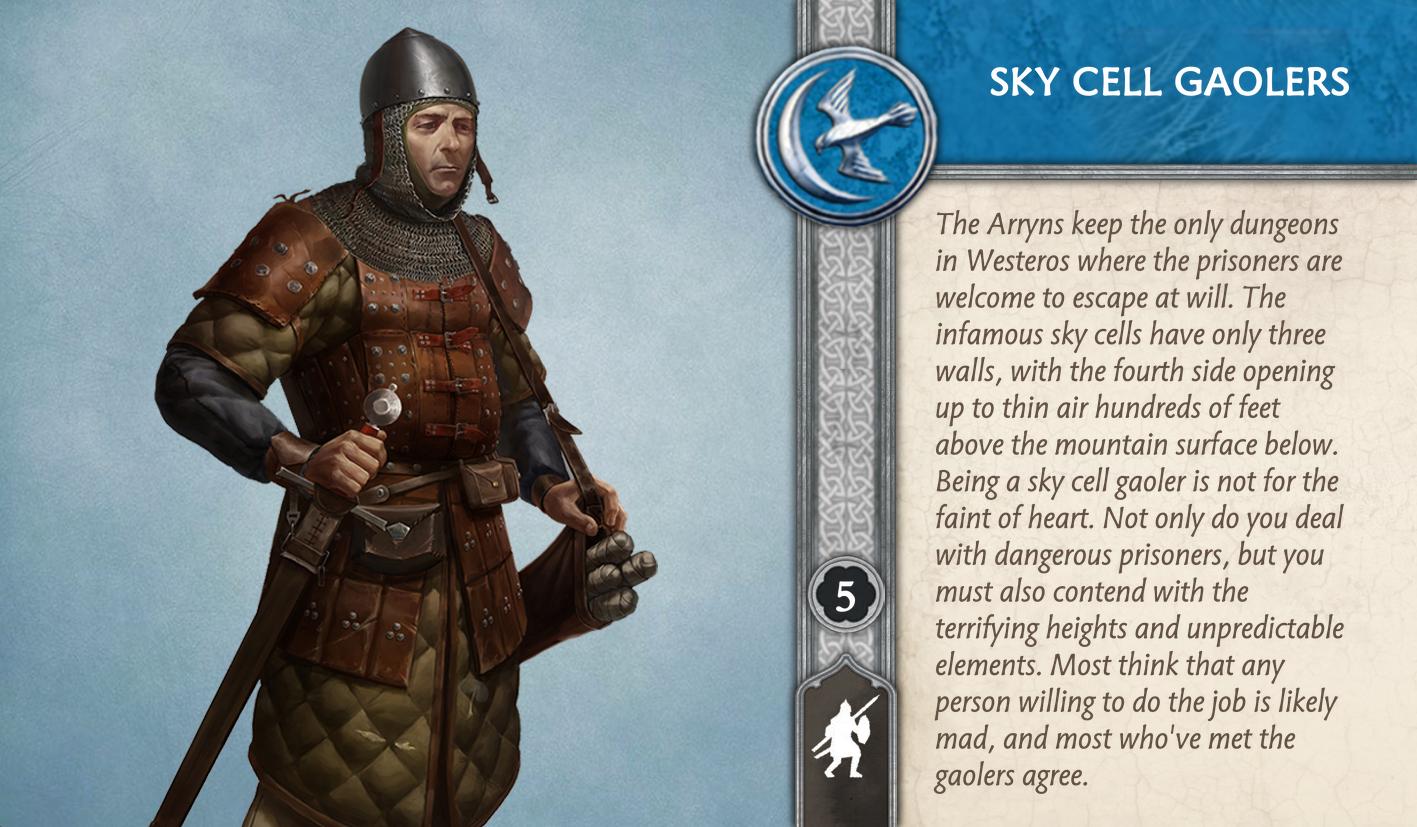 SKY CELL GAOLERS
The Arryns keep the only dungeons
in Westeros where the prisoners are
welcome to escape at will. The
infamous sky cells have only three
walls, with the fourth side opening
up to thin air hundreds of feet
above the mountain surface below.
Being a sky cell gaoler is not for the
faint of heart. Not only do you deal
with dangerous prisoners, but you
must also contend with the
terrifying heights and unpredictable
elements. Most think that any
person willing to do the job is likely
mad, and most who've met the
gaolers agree.
5